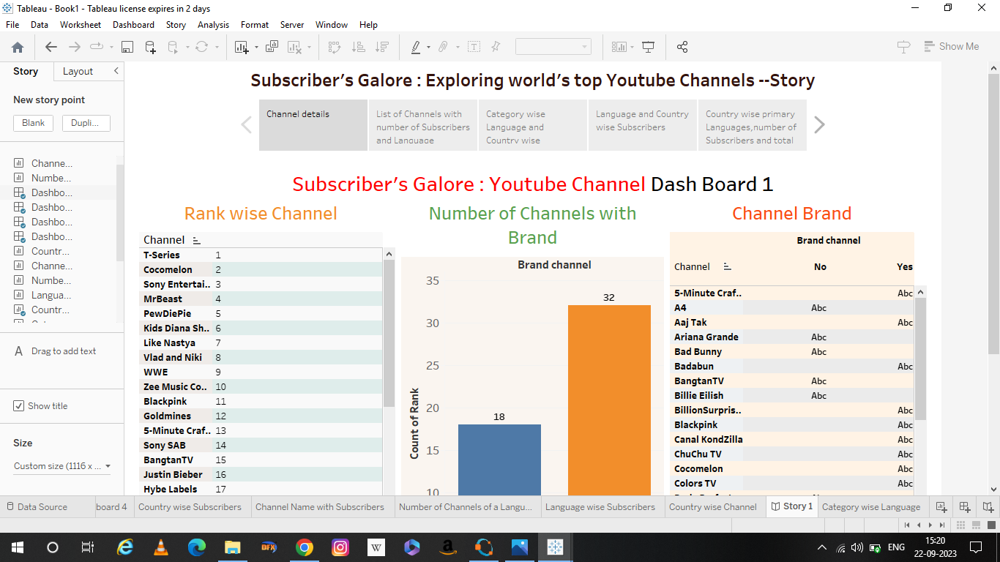 Tableau - Book1 - Tableau license expires in 2 days
File Data Worksheet Dashboard Story Analysis Format Server Window Help
Show Me
Story Layout
New story point
Blank Dupli...
Channe...
Numbe...
Dashbo...
Dashbo...
Dashbo...
Dashbo...
Countr...
Channe...
Numbe...
Langua...
Countr...
A Drag to add text
Show title
Size
Custom size (1116 x ...
Subscriber's Galore : Exploring world's top Youtube Channels --Story
Channel details
List of Channels with
number of Subscribers
and Language
Category wise
Language and
Country wise
Language and Country
wise Subscribers
Country wise primary
Languages,number of
Subscribers and total
Subscriber's Galore : Youtube Channel Dash Board 1
Rank wise Channel
Channel
T-Series 1
Cocomelon 2
Sony Entertai.. 3
MrBeast 4
PewDiePie 5
Kids Diana Sh.. 6
Like Nastya 7
Vlad and Niki 8
WWE 9
Zee Music Co.. 10
Blackpink 11
Goldmines 12
5-Minute Craf.. 13
Sony SAB 14
BangtanTV 15
Justin Bieber 16
Hybe Labels 17
Number of Channels with
Brand
Brand channel
35
30
25
20
15
10
Count of Rank
18
32
Channel Brand
Brand channel
Channel No Yes
5-Minute Craf.. Abc
A4 Abc
Aaj Tak Abc
Ariana Grande Abc
Bad Bunny Abc
Badabun Abc
BangtanTV Abc
Billie Eilish Abc
BillionSurpris.. Abc
Blackpink Abc
Canal KondZilla Abc
ChuChu TV Abc
Cocomelon Abc
Colors TV Abc
Data Source board 4 Country wise Subscribers Channel Name with Subscribers Number of Channels of a Langu... Language wise Subscribers Country wise Channel Story 1 Category wise Language
DFX W a ENG 15:20
22-09-2023